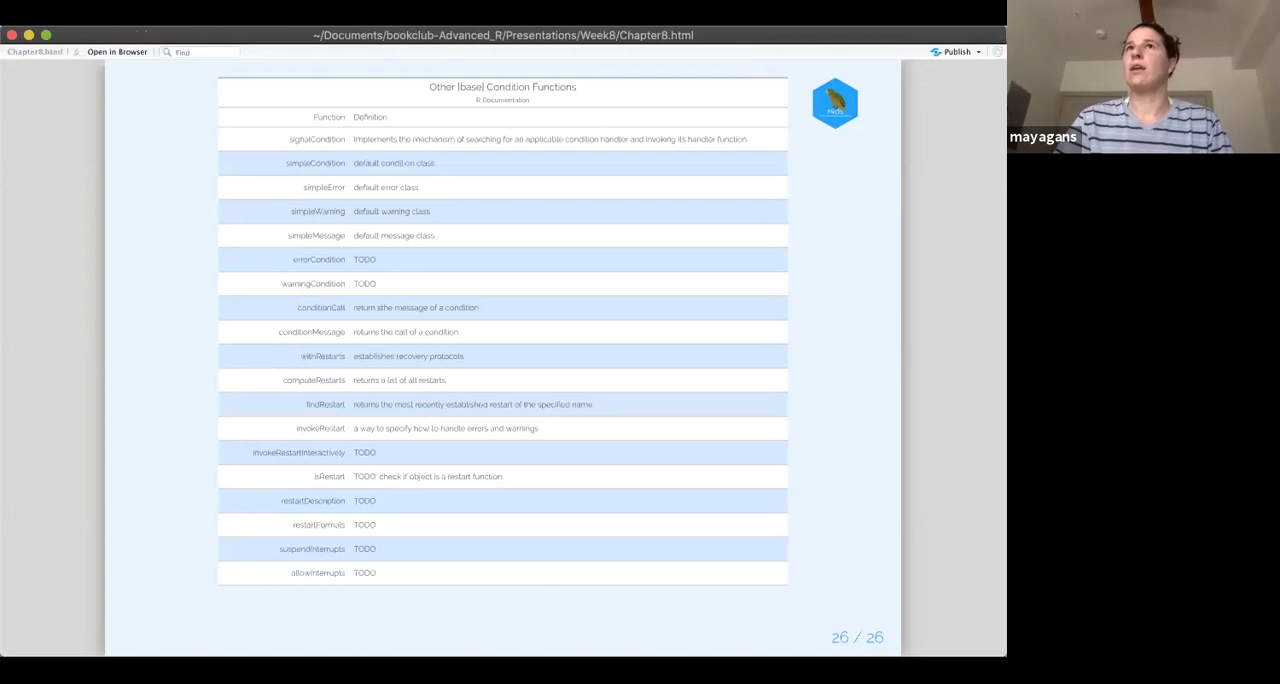 ~/Documents/bookclub-Advanced_R/Presentations/Week8/Chapter8.html
Chapter8.html Open in Browser Find Publish
Other [base] Condition Functions
R Documentation
Function Definition
signalCondition Implements the mechanism of searching for an applicable condition handler and invoking its handler function
simpleCondition default condition class
simpleError default error class
simpleWarning default warning class
simpleMessage default message class
errorCondition TODO
warningCondition TODO
conditionCall return sthe message of a condition
conditionMessage returns the call of a condition
withRestarts establishes recovery protocols
computeRestarts returns a list of all restarts
findRestart returns the most recently established restart of the specified name
invokeRestart a way to specify how to handle errors and warnings
invokeRestartInteractively TODO
isRestart TODO: check if object is a restart function
restartDescription TODO
restartFormals TODO
suspendInterrupts TODO
allowInterrupts TODO
26 / 26
mayagans